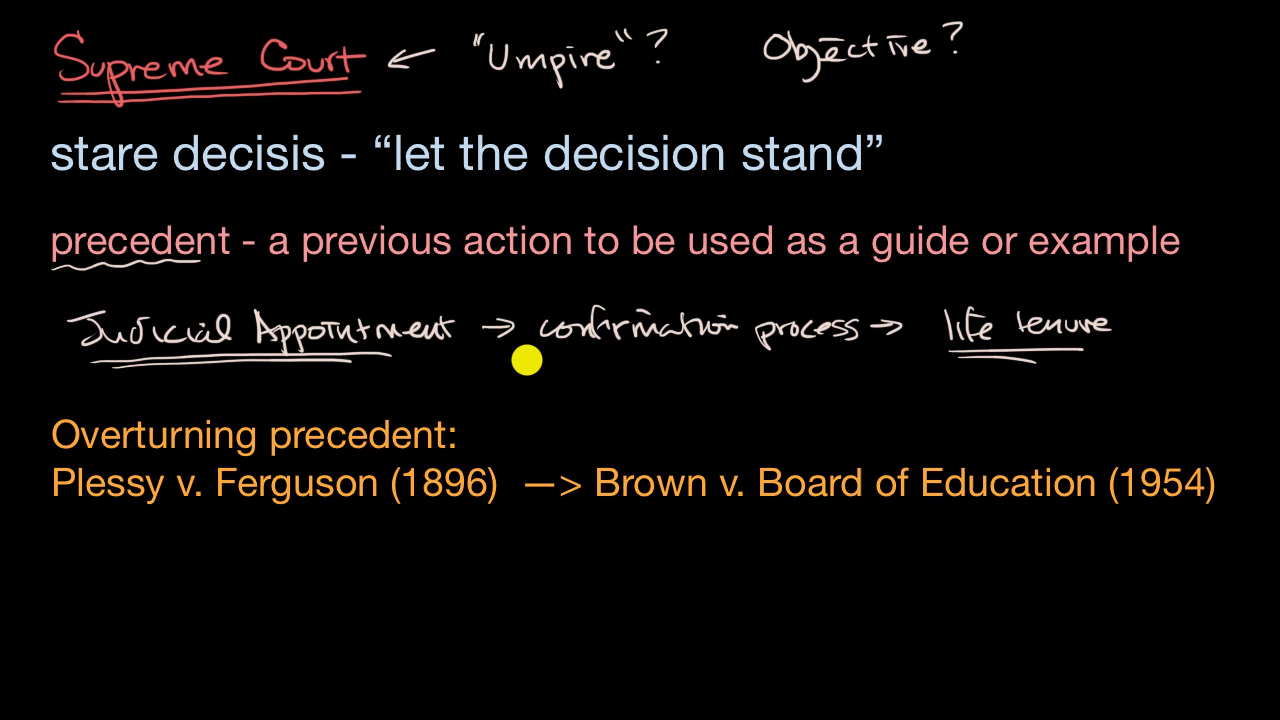 Supreme Court ← "Umpire"? Objective?
stare decisis - “let the decision stand”
precedent - a previous action to be used as a guide or example
Judicial Appointment → confirmation process → life tenure
Overturning precedent:
Plessy v. Ferguson (1896) —> Brown v. Board of Education (1954)